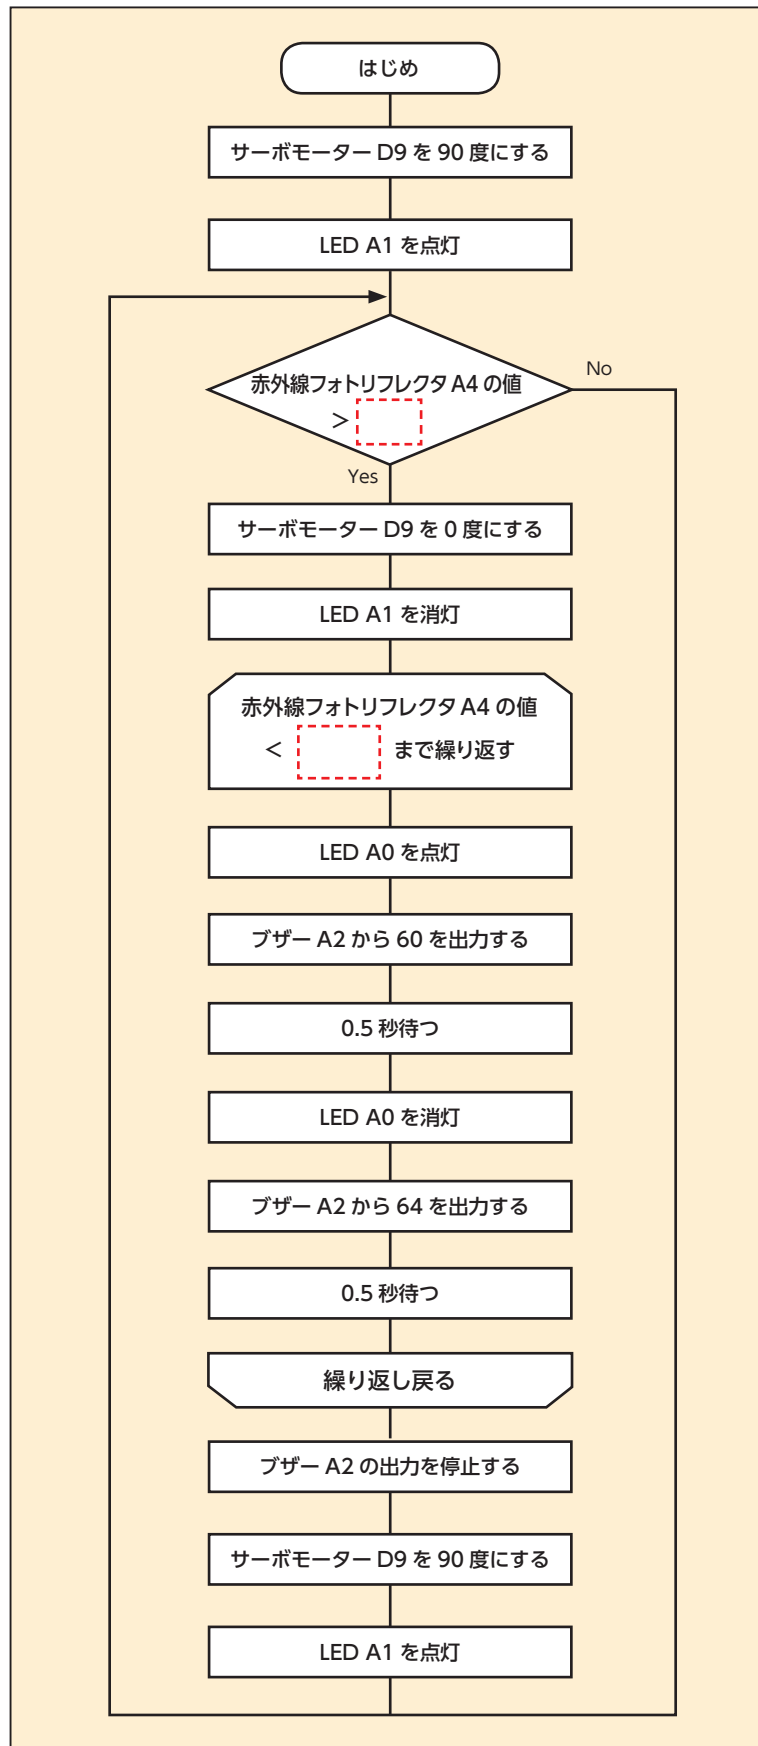 はじめ
サーボモーター D9 を 90 度にする
LED A1 を点灯
赤外線フォトリフレクタ A4 の値
>
No
Yes
サーボモーター D9 を 0 度にする
LED A1 を消灯
赤外線フォトリフレクタ A4 の値
< まで繰り返す
LED A0 を点灯
ブザー A2 から 60 を出力する
0.5 秒待つ
LED A0 を消灯
ブザー A2 から 64 を出力する
0.5 秒待つ
繰り返し戻る
ブザー A2 の出力を停止する
サーボモーター D9 を 90 度にする
LED A1 を点灯